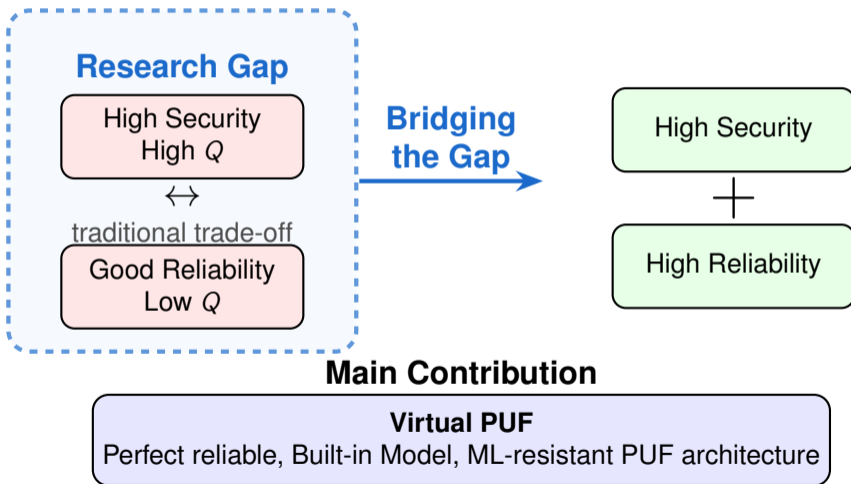 Research Gap
High Security
High Q
↔
traditional trade-off
Good Reliability
Low Q
Bridging
the Gap
High Security
+
High Reliability
Main Contribution
Virtual PUF
Perfect reliable, Built-in Model, ML-resistant PUF architecture